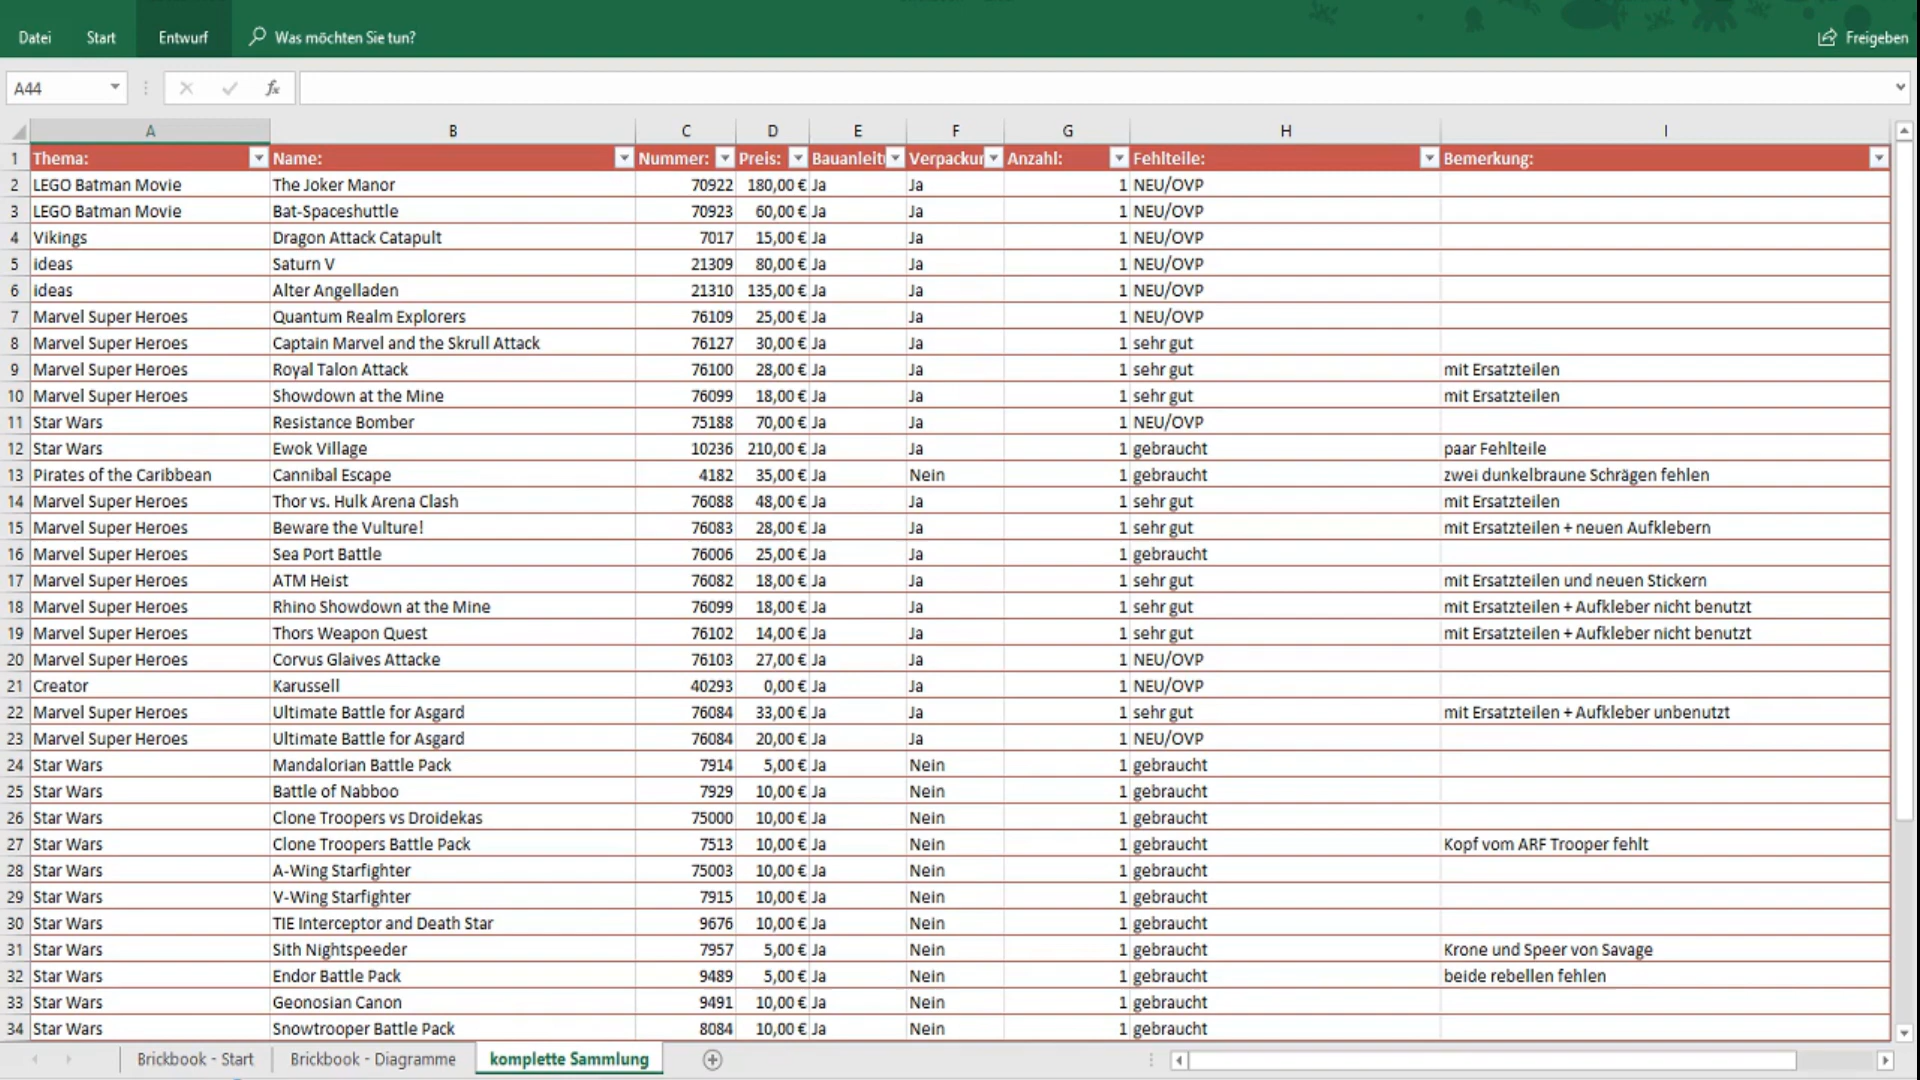 Datei Start Entwurf Was möchten Sie tun? Freigeben
A44 fx
A B C D E F G H I
1 Thema: Name: Nummer: Preis: Bauanleit Verpackur Anzahl: Fehlteile: Bemerkung:
2 LEGO Batman Movie The Joker Manor 70922 180,00 € Ja Ja 1 NEU/OVP
3 LEGO Batman Movie Bat-Spaceshuttle 70923 60,00 € Ja Ja 1 NEU/OVP
4 Vikings Dragon Attack Catapult 7017 15,00 € Ja Ja 1 NEU/OVP
5 ideas Saturn V 21309 80,00 € Ja Ja 1 NEU/OVP
6 ideas Alter Angelladen 21310 135,00 € Ja Ja 1 NEU/OVP
7 Marvel Super Heroes Quantum Realm Explorers 76109 25,00 € Ja Ja 1 NEU/OVP
8 Marvel Super Heroes Captain Marvel and the Skrull Attack 76127 30,00 € Ja Ja 1 sehr gut
9 Marvel Super Heroes Royal Talon Attack 76100 28,00 € Ja Ja 1 sehr gut mit Ersatzteilen
10 Marvel Super Heroes Showdown at the Mine 76099 18,00 € Ja Ja 1 sehr gut mit Ersatzteilen
11 Star Wars Resistance Bomber 75188 70,00 € Ja Ja 1 NEU/OVP
12 Star Wars Ewok Village 10236 210,00 € Ja Ja 1 gebraucht paar Fehlteile
13 Pirates of the Caribbean Cannibal Escape 4182 35,00 € Ja Nein 1 gebraucht zwei dunkelbraune Schrägen fehlen
14 Marvel Super Heroes Thor vs. Hulk Arena Clash 76088 48,00 € Ja Ja 1 sehr gut mit Ersatzteilen
15 Marvel Super Heroes Beware the Vulture! 76083 28,00 € Ja Ja 1 sehr gut mit Ersatzteilen + neuen Aufklebern
16 Marvel Super Heroes Sea Port Battle 76006 25,00 € Ja Ja 1 gebraucht
17 Marvel Super Heroes ATM Heist 76082 18,00 € Ja Ja 1 sehr gut mit Ersatzteilen und neuen Stickern
18 Marvel Super Heroes Rhino Showdown at the Mine 76099 18,00 € Ja Ja 1 sehr gut mit Ersatzteilen + Aufkleber nicht benutzt
19 Marvel Super Heroes Thors Weapon Quest 76102 14,00 € Ja Ja 1 sehr gut mit Ersatzteilen + Aufkleber nicht benutzt
20 Marvel Super Heroes Corvus Glaives Attacke 76103 27,00 € Ja Ja 1 NEU/OVP
21 Creator Karussell 40293 0,00 € Ja Ja 1 NEU/OVP
22 Marvel Super Heroes Ultimate Battle for Asgard 76084 33,00 € Ja Ja 1 sehr gut mit Ersatzteilen + Aufkleber unbenutzt
23 Marvel Super Heroes Ultimate Battle for Asgard 76084 20,00 € Ja Ja 1 NEU/OVP
24 Star Wars Mandalorian Battle Pack 7914 5,00 € Ja Nein 1 gebraucht
25 Star Wars Battle of Nabboo 7929 10,00 € Ja Nein 1 gebraucht
26 Star Wars Clone Troopers vs Droidekas 75000 10,00 € Ja Nein 1 gebraucht
27 Star Wars Clone Troopers Battle Pack 7513 10,00 € Ja Nein 1 gebraucht Kopf vom ARF Trooper fehlt
28 Star Wars A-Wing Starfighter 75003 10,00 € Ja Nein 1 gebraucht
29 Star Wars V-Wing Starfighter 7915 10,00 € Ja Nein 1 gebraucht
30 Star Wars TIE Interceptor and Death Star 9676 10,00 € Ja Nein 1 gebraucht
31 Star Wars Sith Nightspeeder 7957 5,00 € Ja Nein 1 gebraucht Krone und Speer von Savage
32 Star Wars Endor Battle Pack 9489 5,00 € Ja Nein 1 gebraucht beide rebellen fehlen
33 Star Wars Geonosian Canon 9491 10,00 € Ja Nein 1 gebraucht
34 Star Wars Snowtrooper Battle Pack 8084 10,00 € Ja Nein 1 gebraucht
Brickbook - Start Brickbook - Diagramme komplette Sammlung